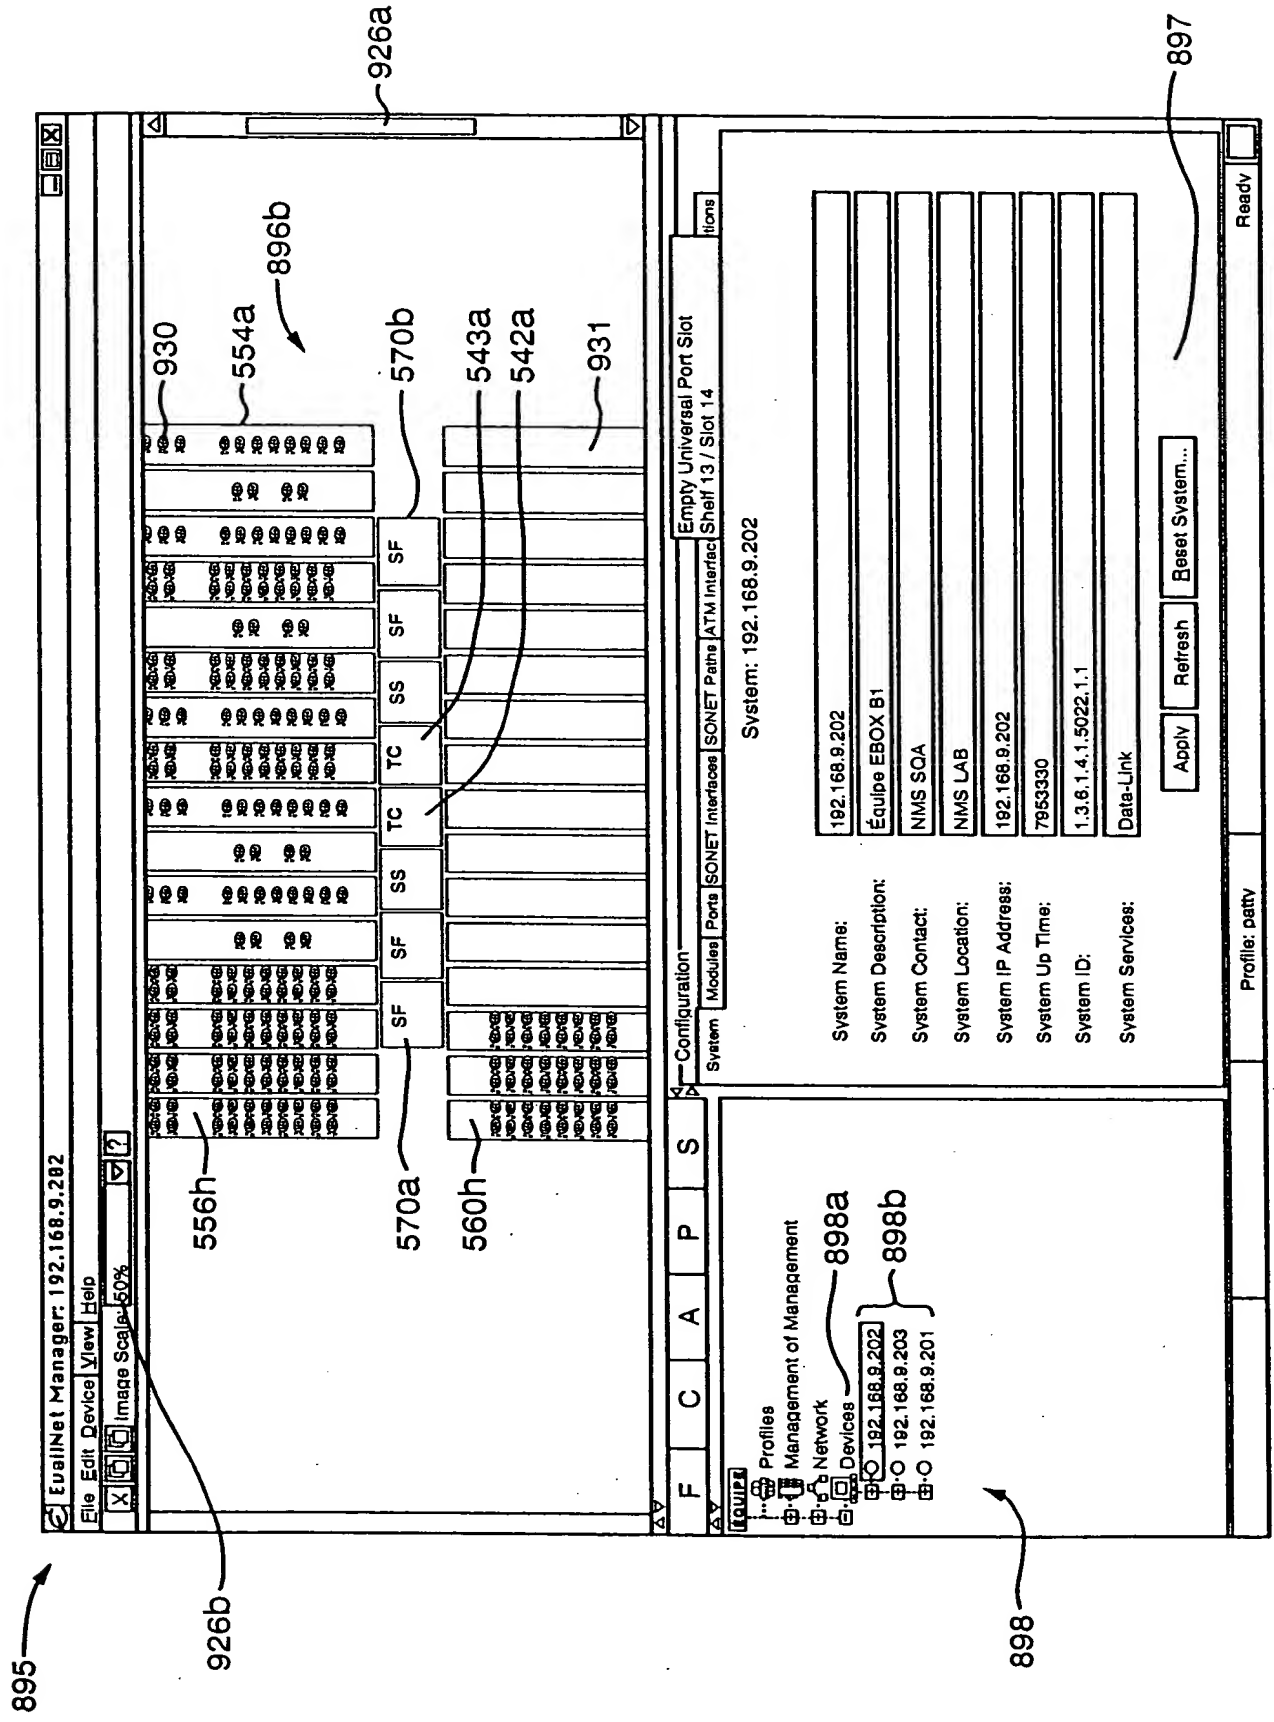 895
EquipNet Manager: 192.168.9.202
File Edit Device View Help
Image Scale: 50%
926b
926a
930
554a
896b
556h
SF SF SS TC TC SS SF SF
570a
570b
543a
542a
560h
931
F C A P S
EQUIPE
Profiles
Management of Management
Network
Devices
898a
192.168.9.202
192.168.9.203
192.168.9.201
898b
898
Configuration
System Modules Ports SONET Interfaces SONET Paths ATM Interfac tions
Empty Universal Port Slot
Shelf 13 / Slot 14
System: 192.168.9.202
System Name: 192.168.9.202
System Description: Équipe EBOX B1
System Contact: NMS SQA
System Location: NMS LAB
System IP Address: 192.168.9.202
System Up Time: 7953330
System ID: 1.3.6.1.4.1.5022.1.1
System Services: Data-Link
Apply Refresh Reset System...
897
Profile: patty
Ready